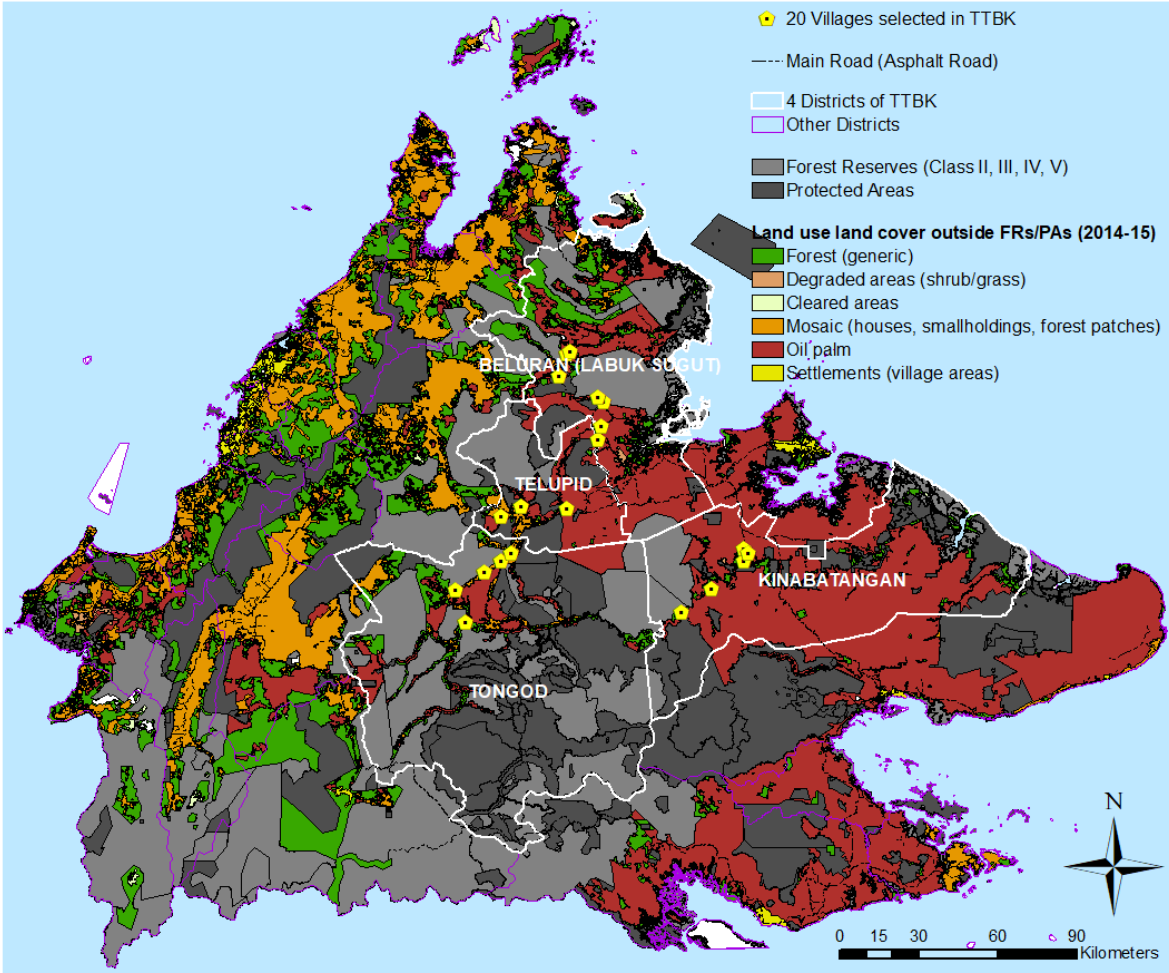 20 Villages selected in TTBK
Main Road (Asphalt Road)
4 Districts of TTBK
Other Districts
Forest Reserves (Class II, III, IV, V)
Protected Areas
Land use land cover outside FRs/PAs (2014-15)
Forest (generic)
Degraded areas (shrub/grass)
Cleared areas
Mosaic (houses, smallholdings, forest patches)
Oil palm
Settlements (village areas)
BELURAN (LABUK SUGUT)
TELUPID
KINABATANGAN
TONGOD
N
0 15 30 60 90
Kilometers